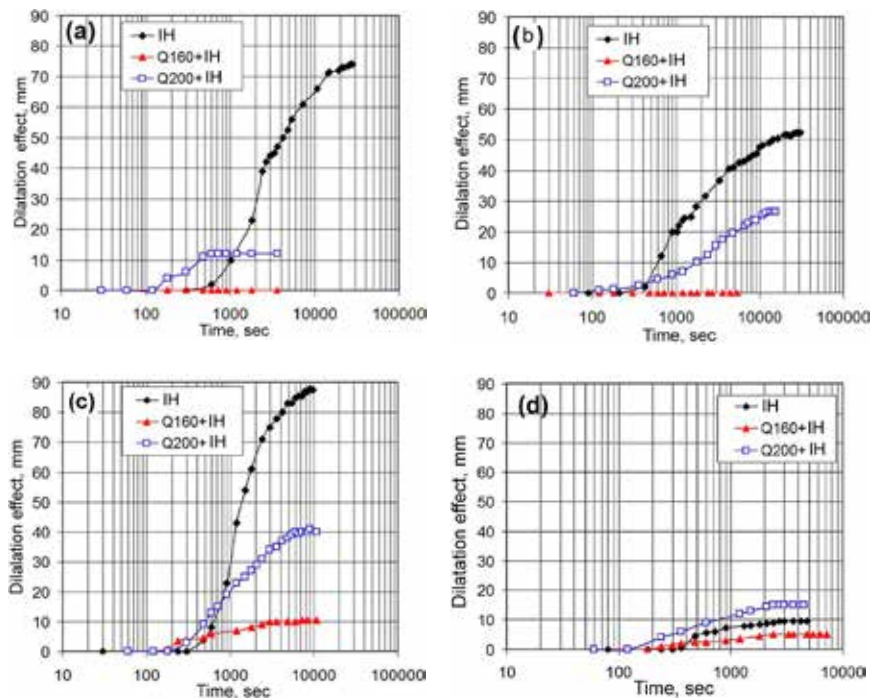 (a)
IH
Q160+IH
Q200+IH
Dilatation effect, mm
90
80
70
60
50
40
30
20
10
0
10 100 1000 10000 100000
Time, sec
(b)
IH
Q160+IH
Q200+IH
Dilalation effect, mm
90
80
70
60
50
40
30
20
10
0
10 100 1000 10000 100000
Time, sec
(c)
IH
Q160+IH
Q200+IH
Dilalation effect, mm
90
80
70
60
50
40
30
20
10
0
10 100 1000 10000 100000
Time, sec
(d)
IH
Q160+IH
Q200+IH
Dilatation effect, mm
90
80
70
60
50
40
30
20
10
0
10 100 1000 10000
Time, sec